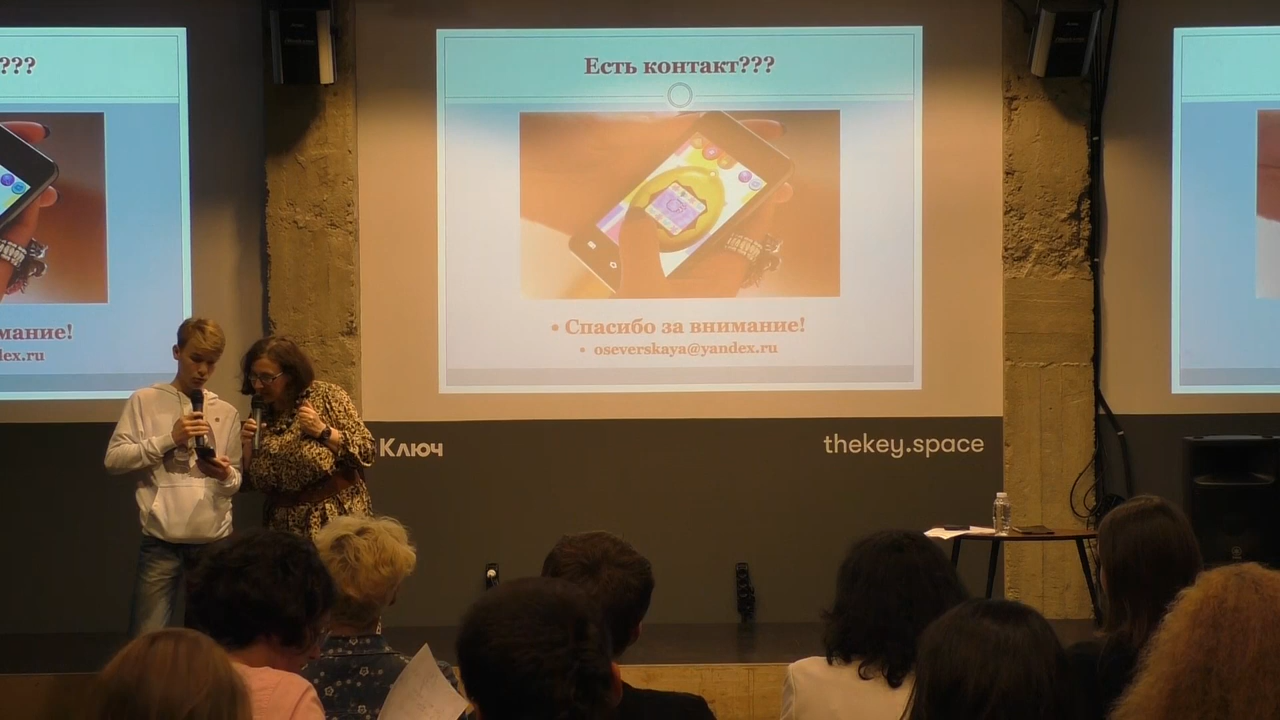 ???
Есть контакт???
мание!
dex.ru
• Спасибо за внимание!
• oseverskaya@yandex.ru
Ключ
thekey.space